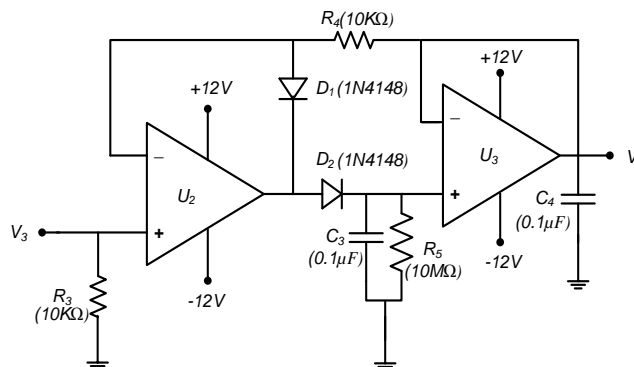 R4(10KΩ)
+12V
D1(1N4148)
+12V
−
−
D2(1N4148)
U2
U3
V
+
+
V3
C3
(0.1µF)
R5
(10MΩ)
C4
(0.1µF)
-12V
-12V
R3
(10KΩ)